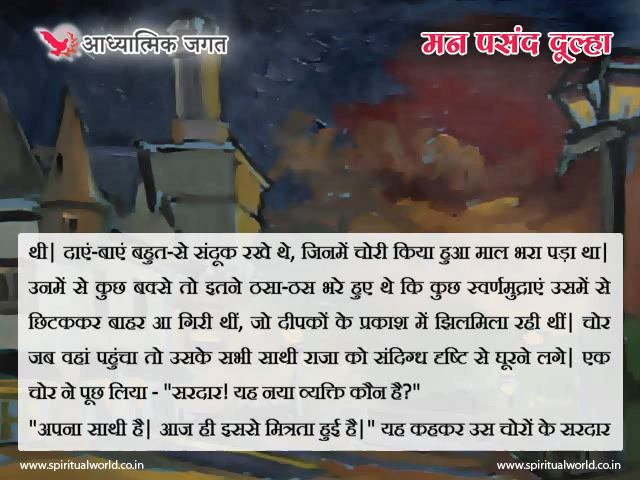 आध्यात्मिक जगत
मन पसंद दूल्हा
थी| दाएं-बाएं बहुत-से संदूक रखे थे, जिनमें चोरी किया हुआ माल भरा पड़ा था|
उनमें से कुछ बक्से तो इतने ठसा-ठस भरे हुए थे कि कुछ स्वर्णमुद्राएं उसमें से
छिटककर बाहर आ गिरी थीं, जो दीपकों के प्रकाश में झिलमिला रही थीं| चोर
जब वहां पहुंचा तो उसके सभी साथी राजा को संदिग्ध दृष्टि से घूरने लगे| एक
चोर ने पूछ लिया - "सरदार! यह नया व्यक्ति कौन है?"
"अपना साथी है| आज ही इससे मित्रता हुई है|" यह कहकर उस चोरों के सरदार
www.spiritualworld.co.in
www.spiritualworld.co.in